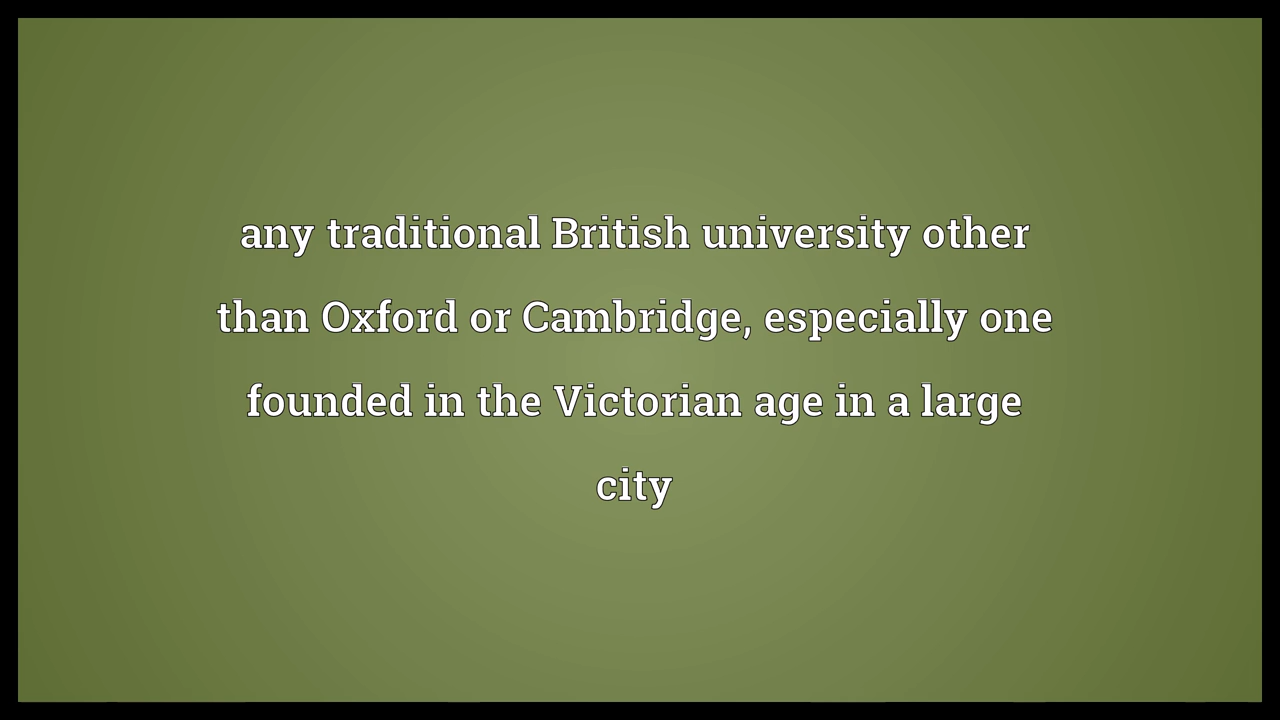 any traditional British university other
than Oxford or Cambridge, especially one
founded in the Victorian age in a large
city